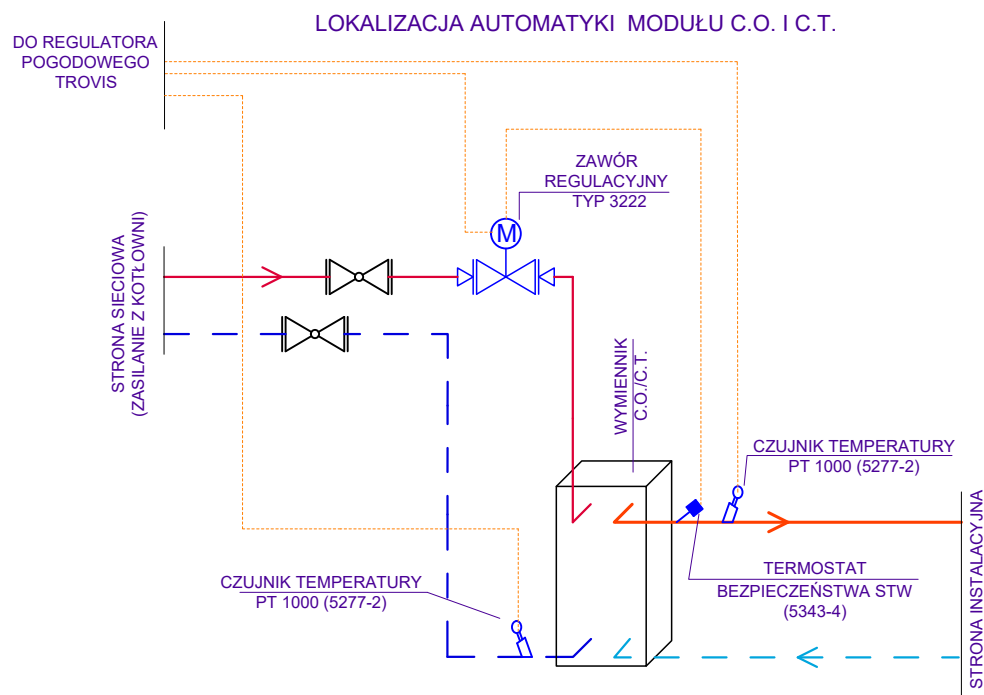 LOKALIZACJA AUTOMATYKI MODUŁU C.O. I C.T.
DO REGULATORA
POGODOWEGO
TROVIS
ZAWÓR
REGULACYJNY
TYP 3222
M
STRONA SIECIOWA
(ZASILANIE Z KOTŁOWNI)
WYMIENNIK
C.O./C.T.
CZUJNIK TEMPERATURY
PT 1000 (5277-2)
TERMOSTAT
BEZPIECZEŃSTWA STW
(5343-4)
CZUJNIK TEMPERATURY
PT 1000 (5277-2)
STRONA INSTALACYJNA